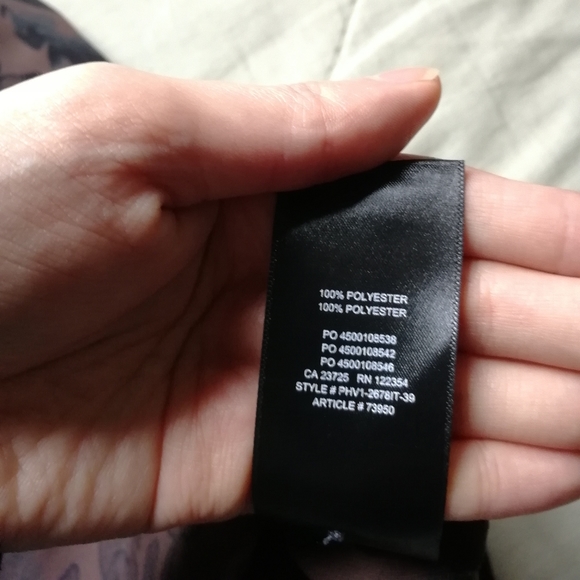 100% POLYESTER
100% POLYESTER
PO 4500108538
PO 4500108542
PO 4500108546
CA 23725 RN 122354
STYLE # PHV1-2678IT-39
ARTICLE # 73950